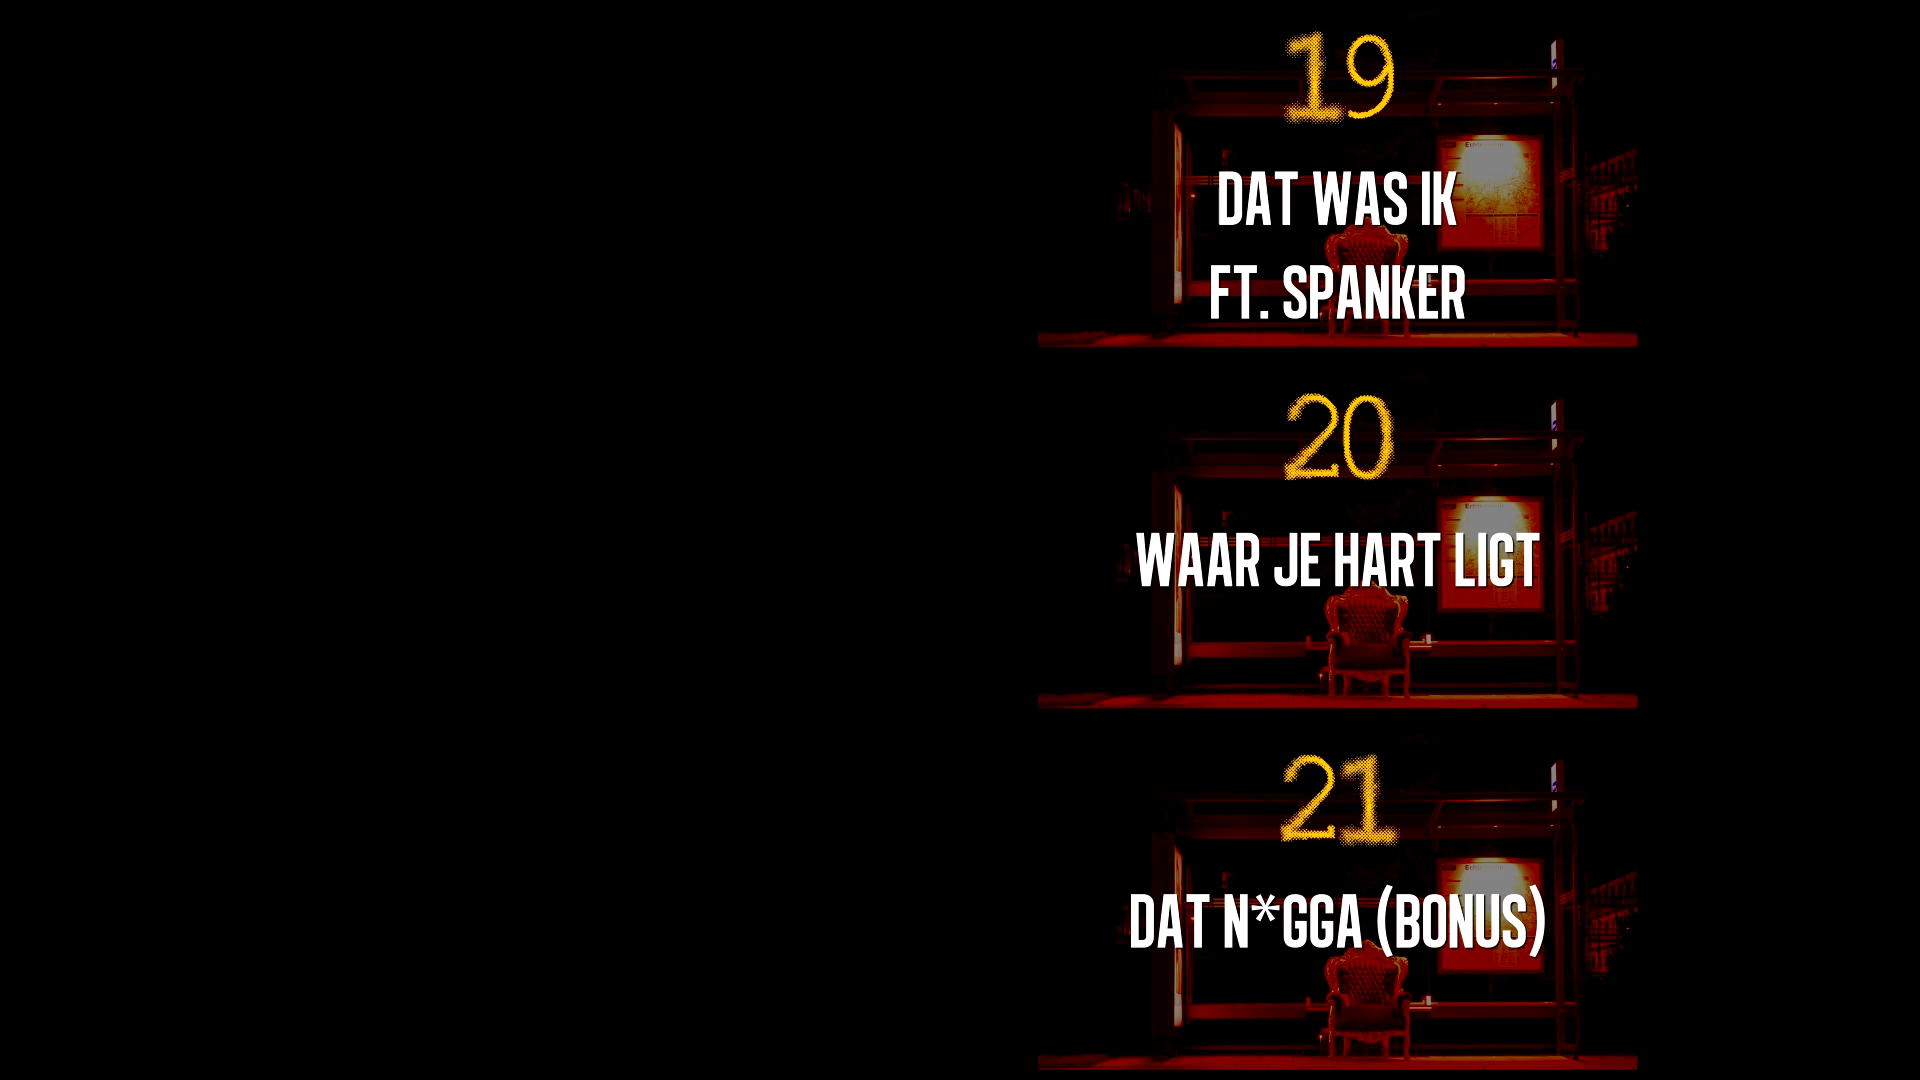 19
DAT WAS IK
FT. SPANKER
20
WAAR JE HART LIGT
21
DAT N*GGA (BONUS)